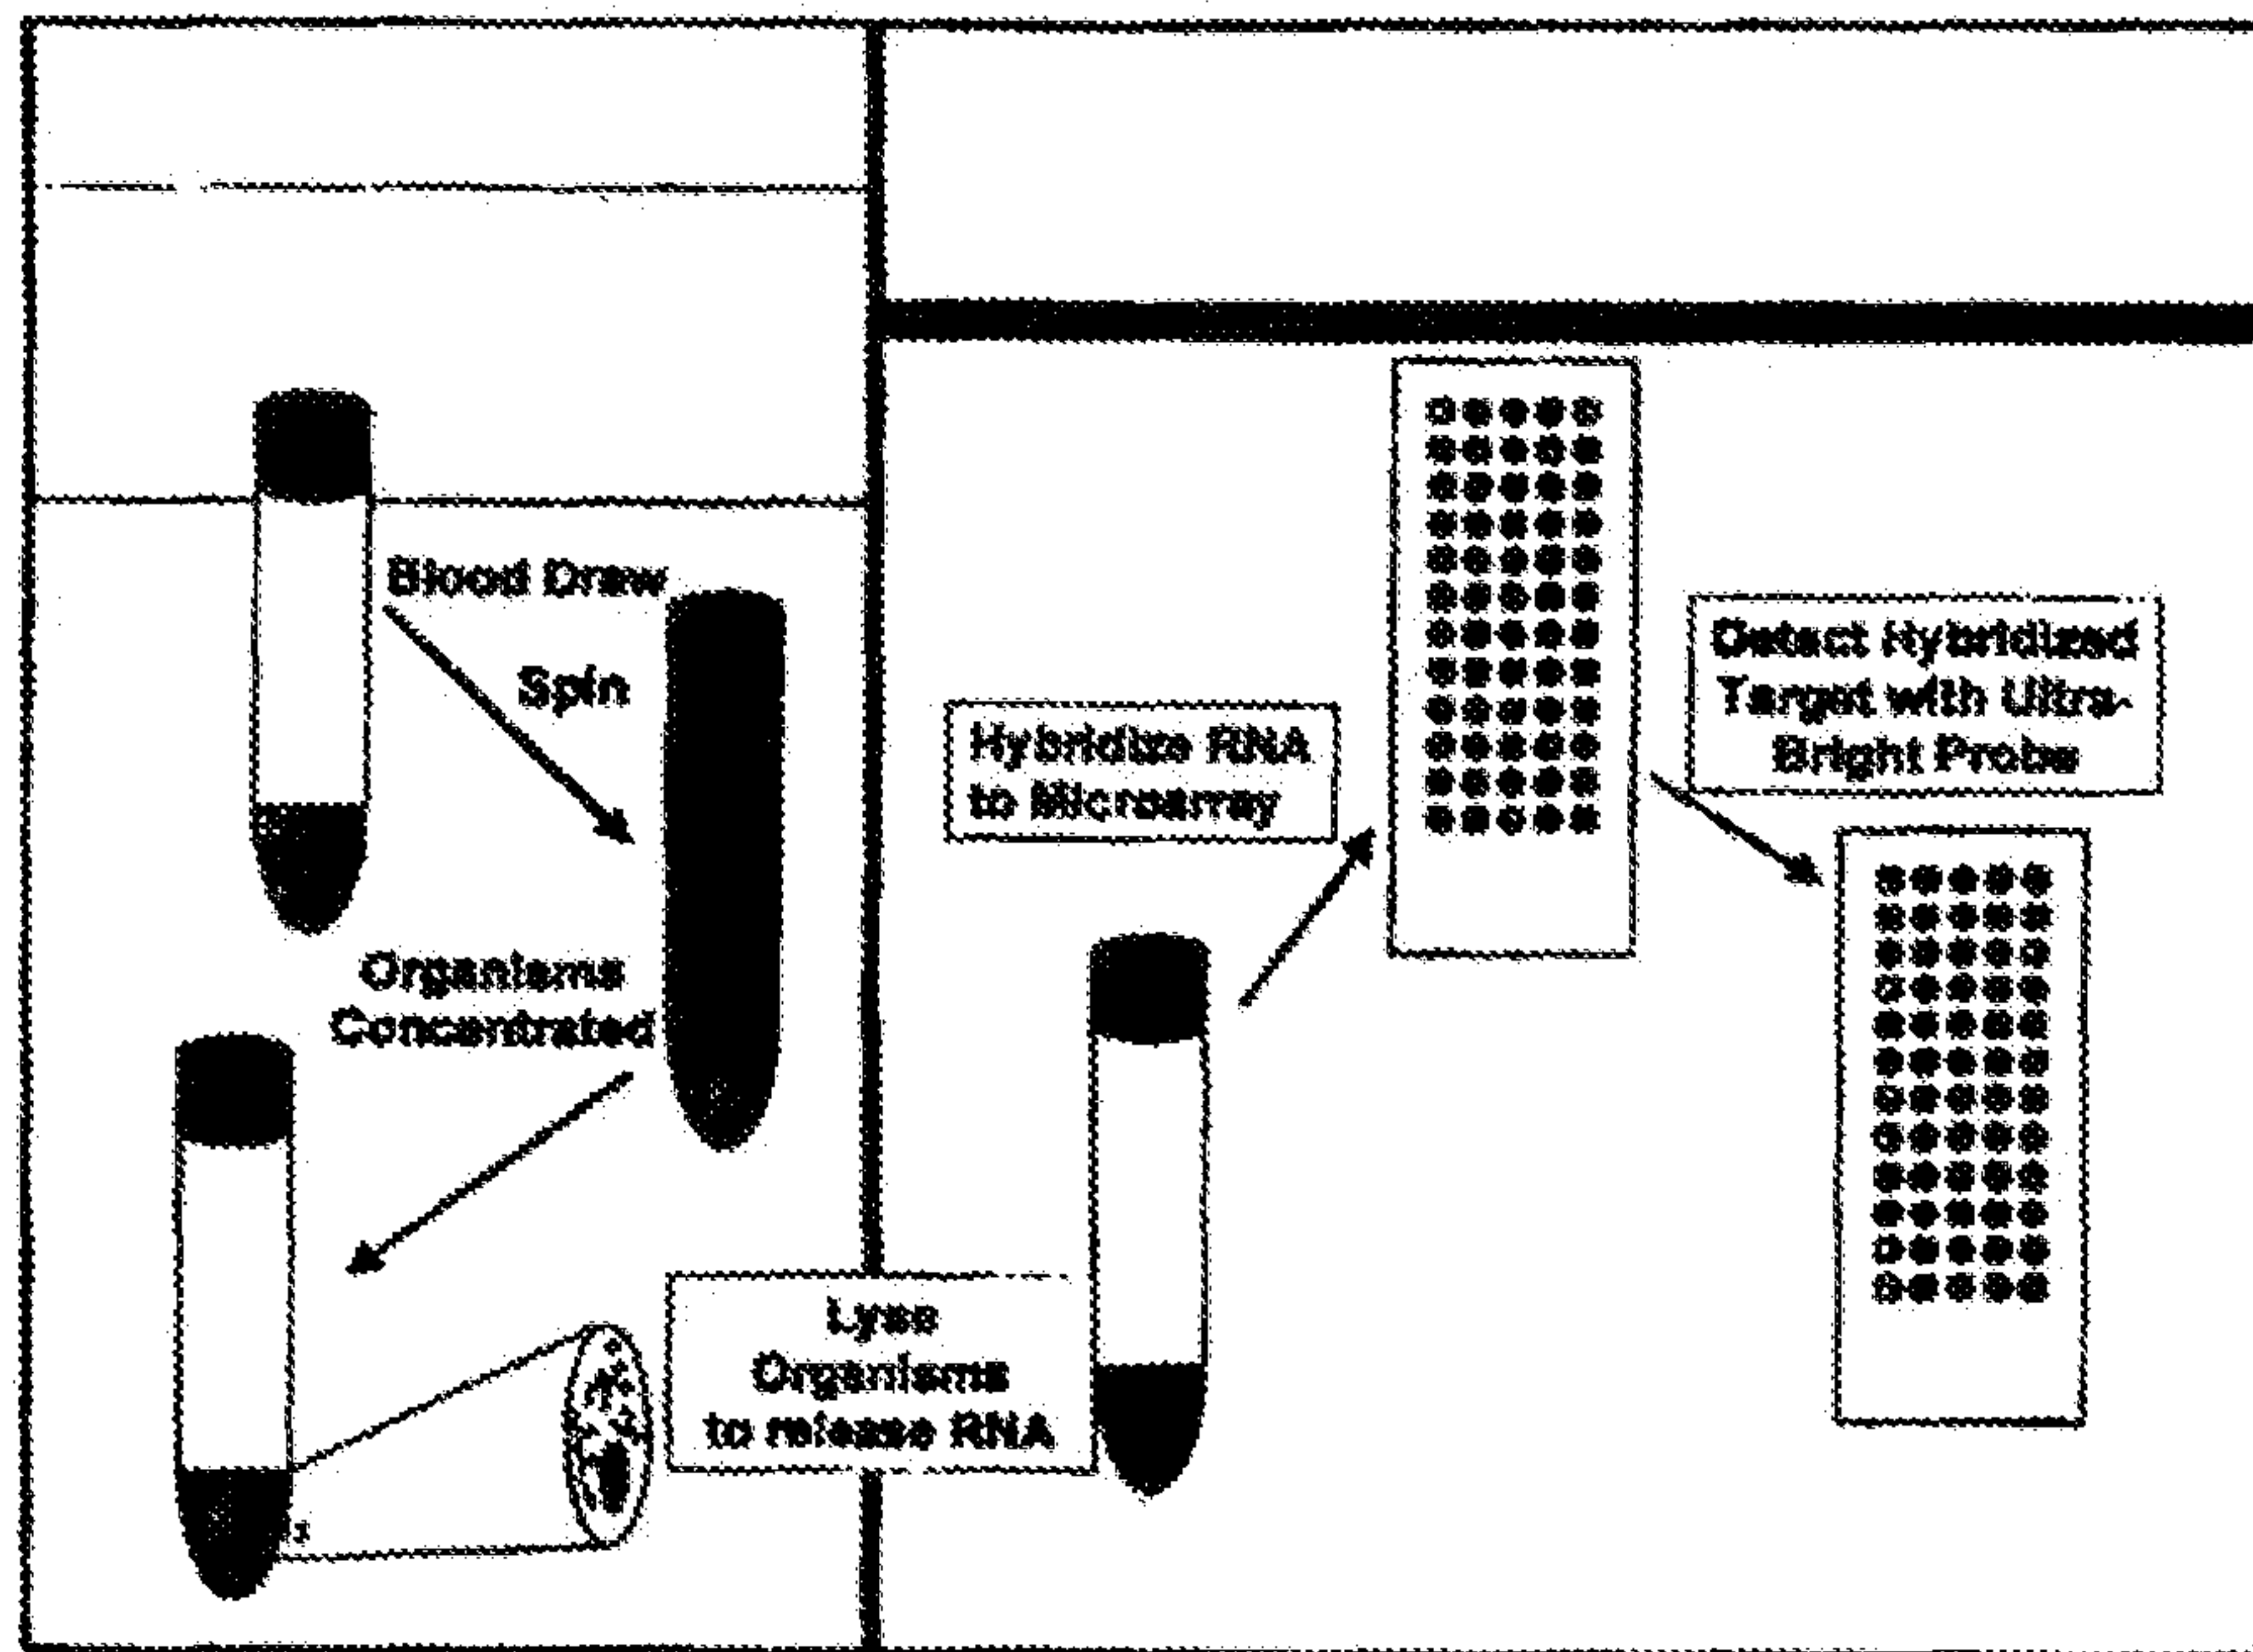 Blood Draw
Spin
Organisms
Concentrated
Lyse
Organisms
to release RNA
Hybridize RNA
to Microarray
Detect Hybridized
Target with Ultra-
Bright Probe